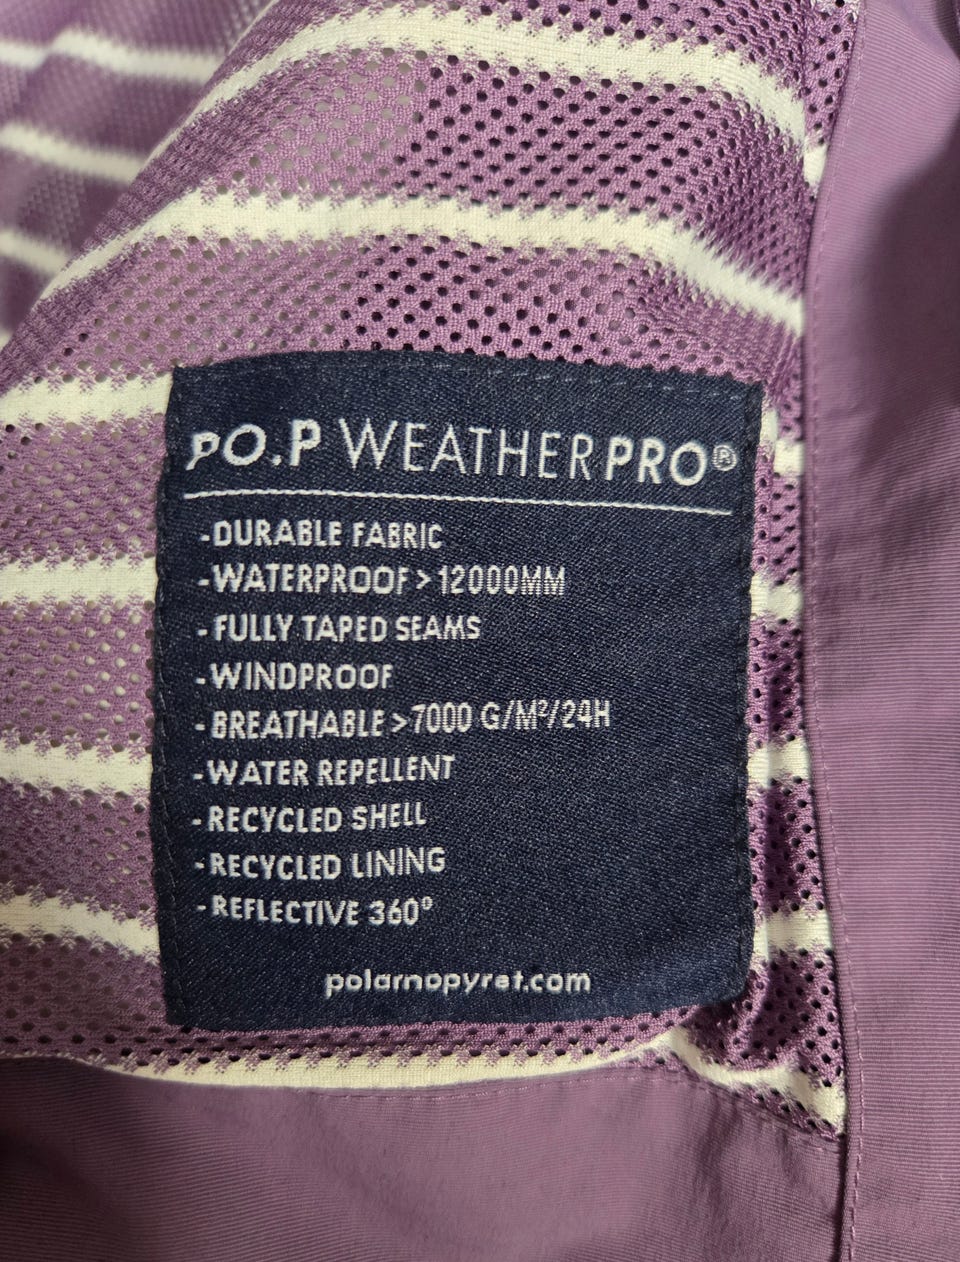 PO.P WEATHERPRO®
-DURABLE FABRIC
-WATERPROOF > 12000MM
-FULLY TAPED SEAMS
-WINDPROOF
-BREATHABLE >7000 G/M²/24H
-WATER REPELLENT
-RECYCLED SHELL
-RECYCLED LINING
-REFLECTIVE 360°
polarnopyret.com